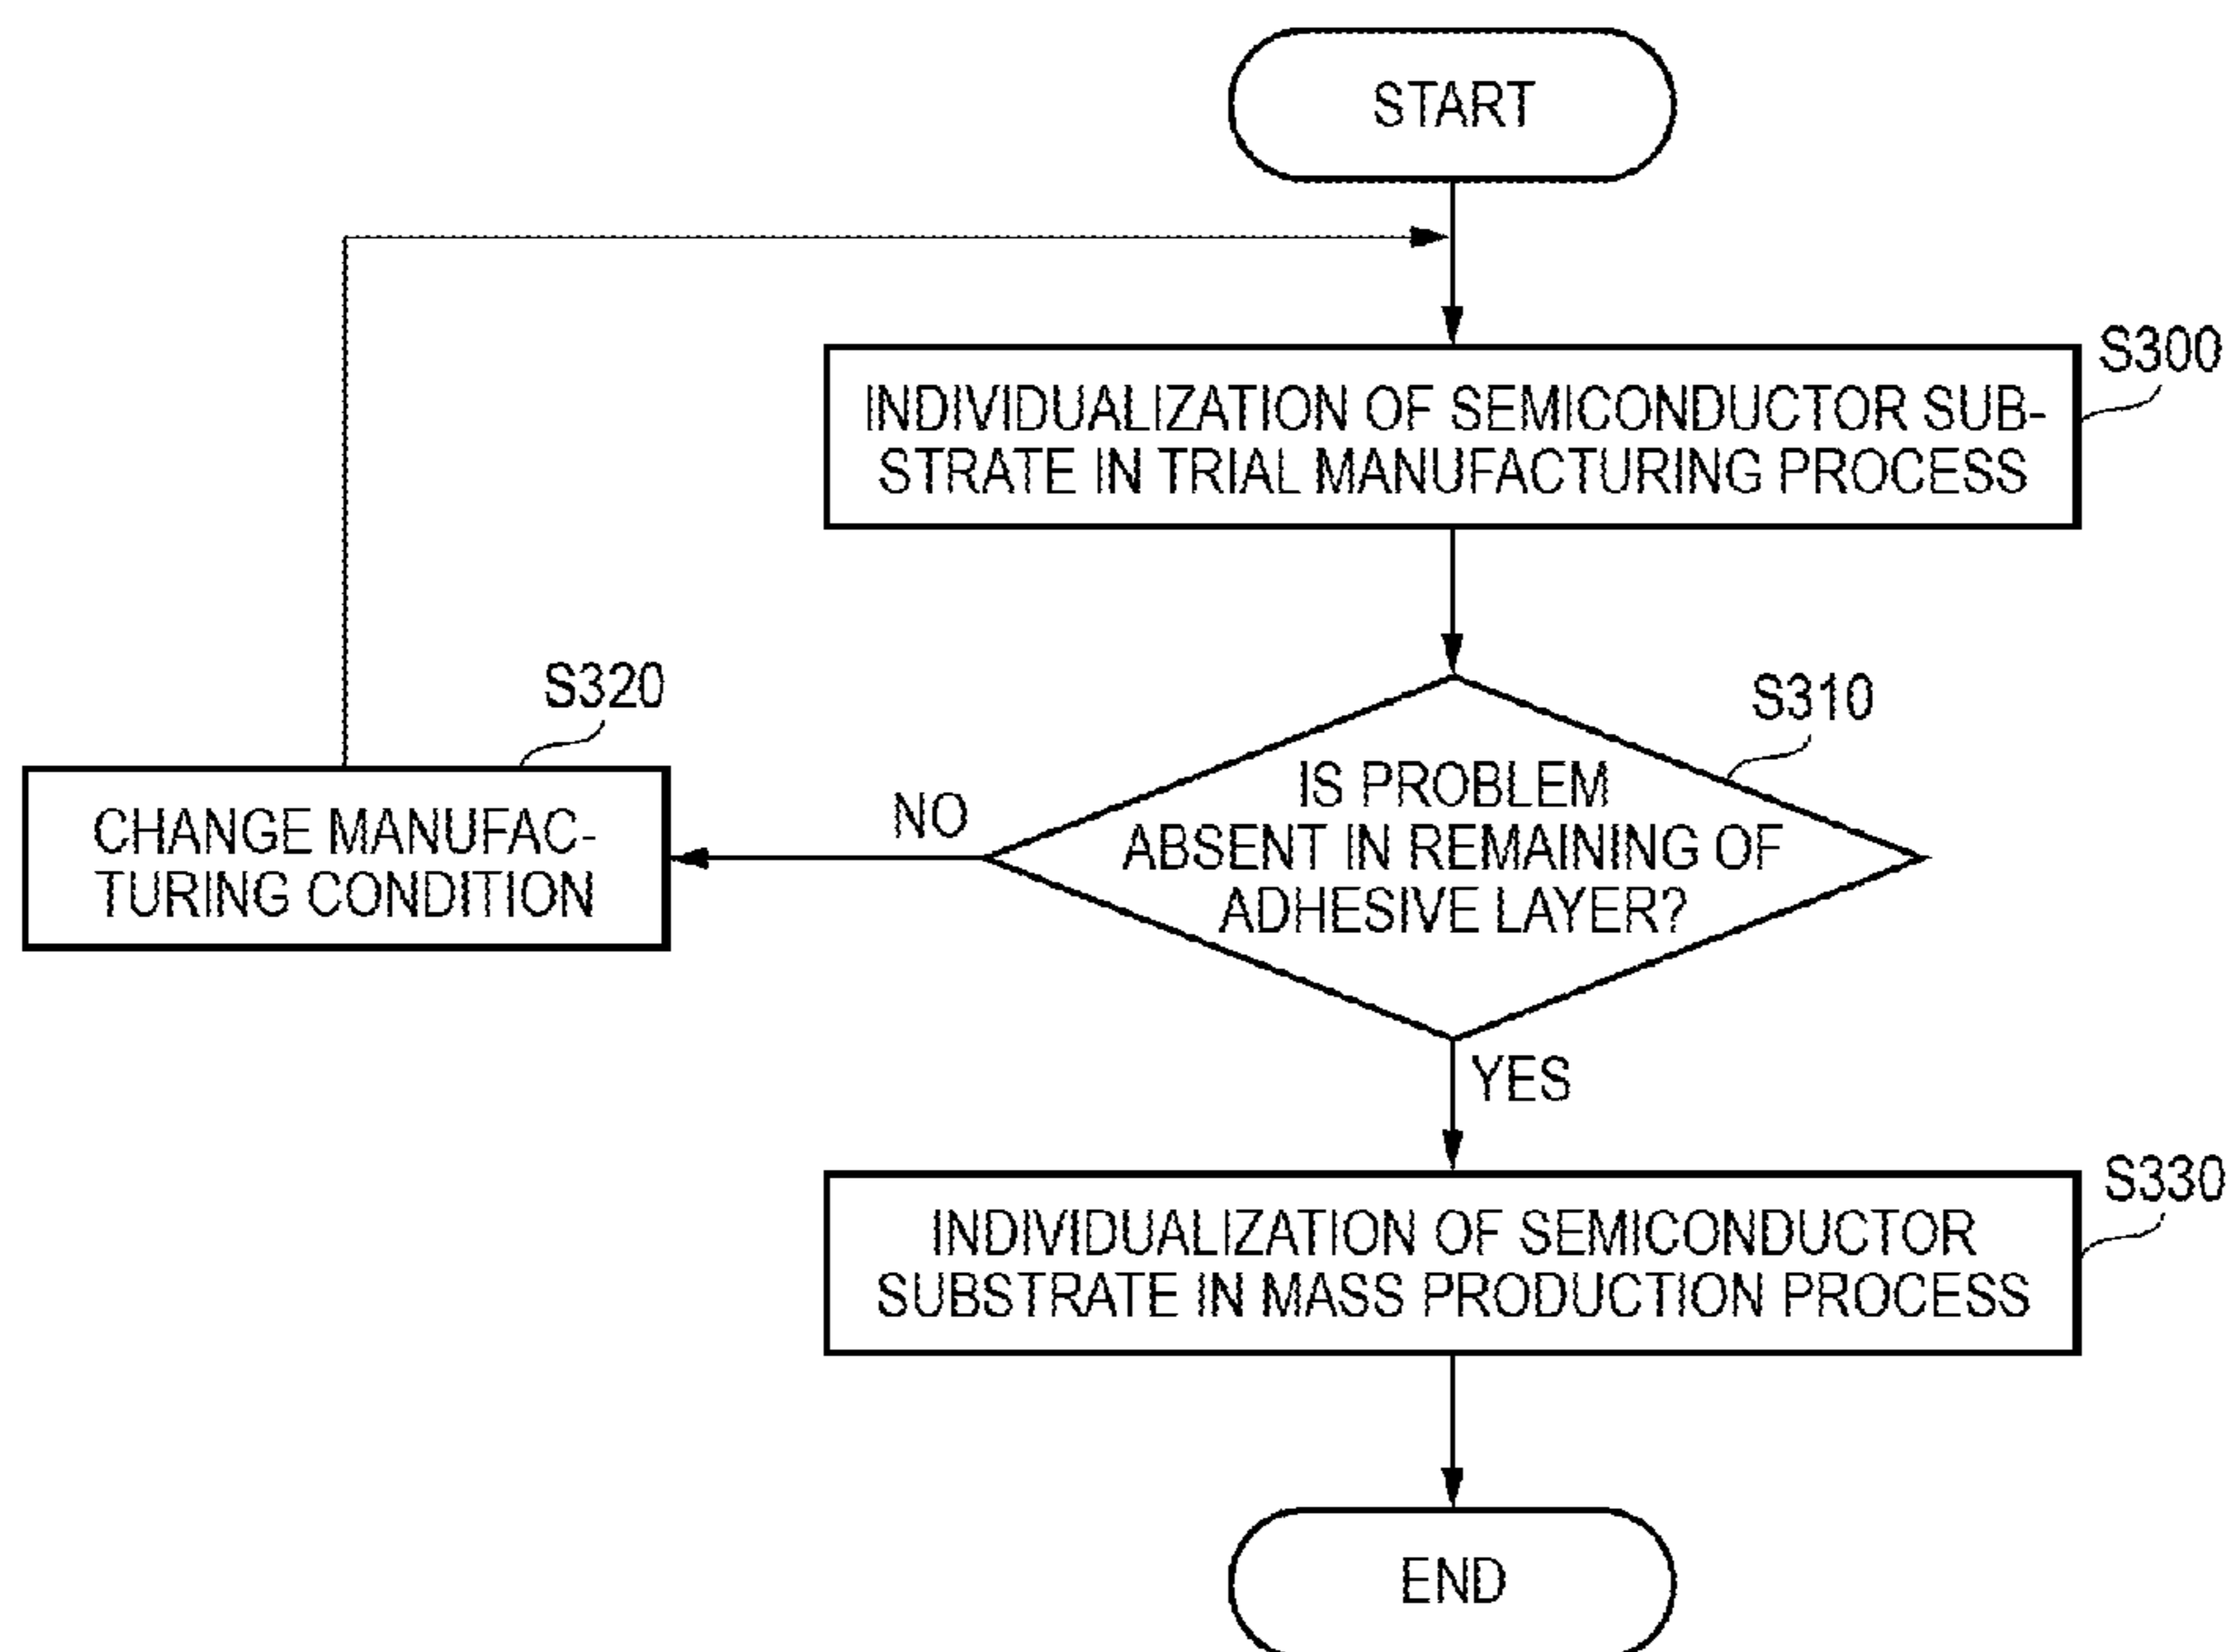 START
S300
INDIVIDUALIZATION OF SEMICONDUCTOR SUB-
STRATE IN TRIAL MANUFACTURING PROCESS
S310
IS PROBLEM
ABSENT IN REMAINING OF
ADHESIVE LAYER?
NO
S320
CHANGE MANUFAC-
TURING CONDITION
YES
S330
INDIVIDUALIZATION OF SEMICONDUCTOR
SUBSTRATE IN MASS PRODUCTION PROCESS
END